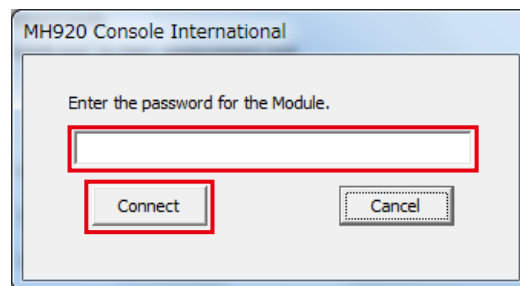 MH920 Console International
Enter the password for the Module.
Connect
Cancel